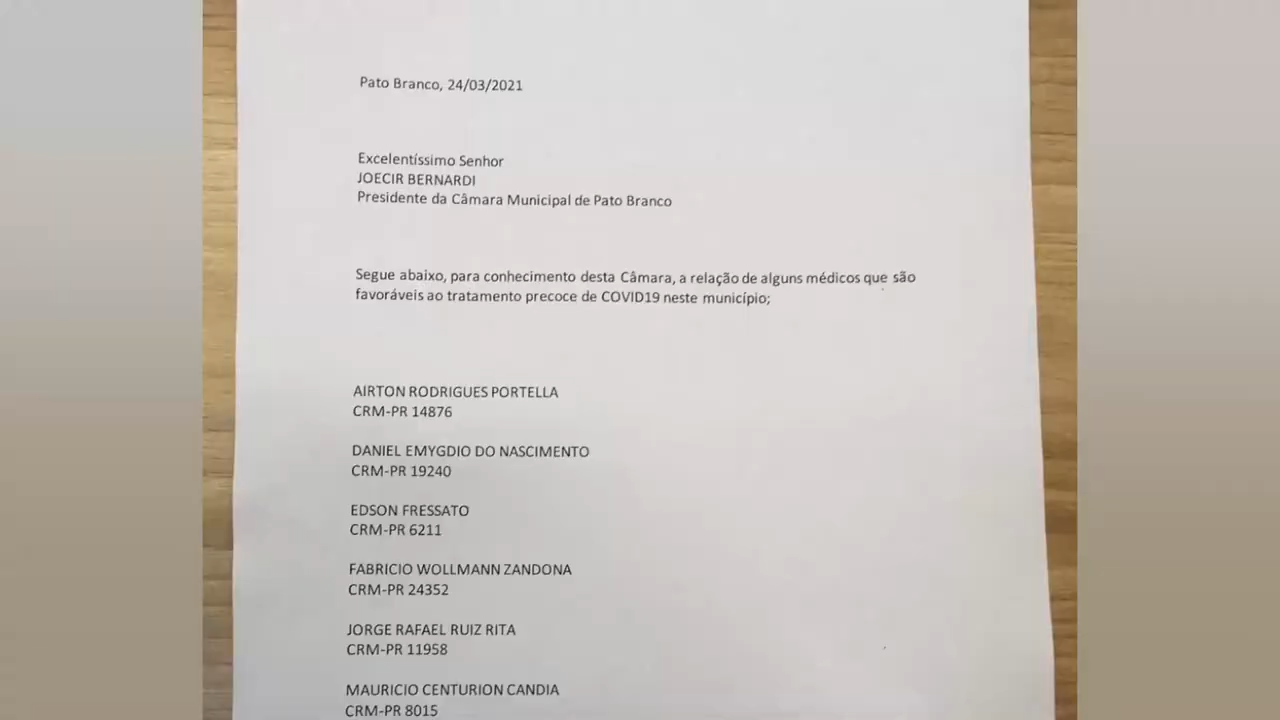 Pato Branco, 24/03/2021
Excelentíssimo Senhor
JOECIR BERNARDI
Presidente da Câmara Municipal de Pato Branco
Segue abaixo, para conhecimento desta Câmara, a relação de alguns médicos que são
favoráveis ao tratamento precoce de COVID19 neste município;
AIRTON RODRIGUES PORTELLA
CRM-PR 14876
DANIEL EMYGDIO DO NASCIMENTO
CRM-PR 19240
EDSON FRESSATO
CRM-PR 6211
FABRICIO WOLLMANN ZANDONA
CRM-PR 24352
JORGE RAFAEL RUIZ RITA
CRM-PR 11958
MAURICIO CENTURION CANDIA
CRM-PR 8015